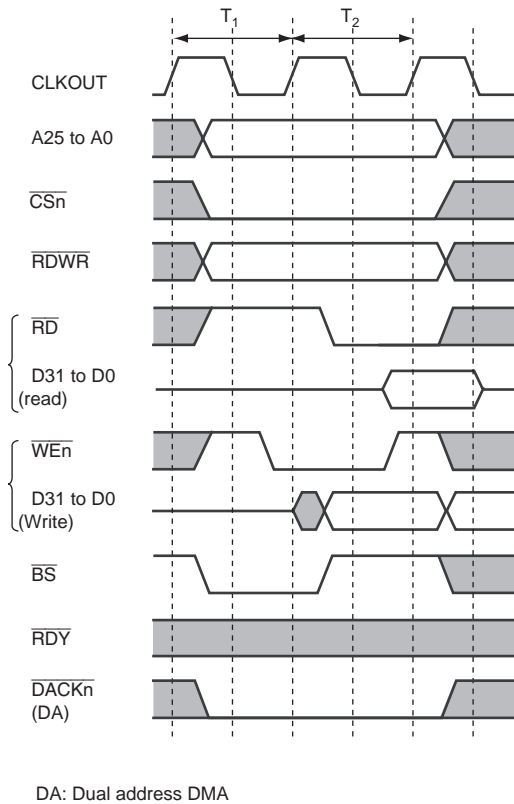 T1 T2
CLKOUT
A25 to A0
CSn
RDWR
RD
D31 to D0
(read)
WEn
D31 to D0
(Write)
BS
RDY
DACKn
(DA)
DA: Dual address DMA